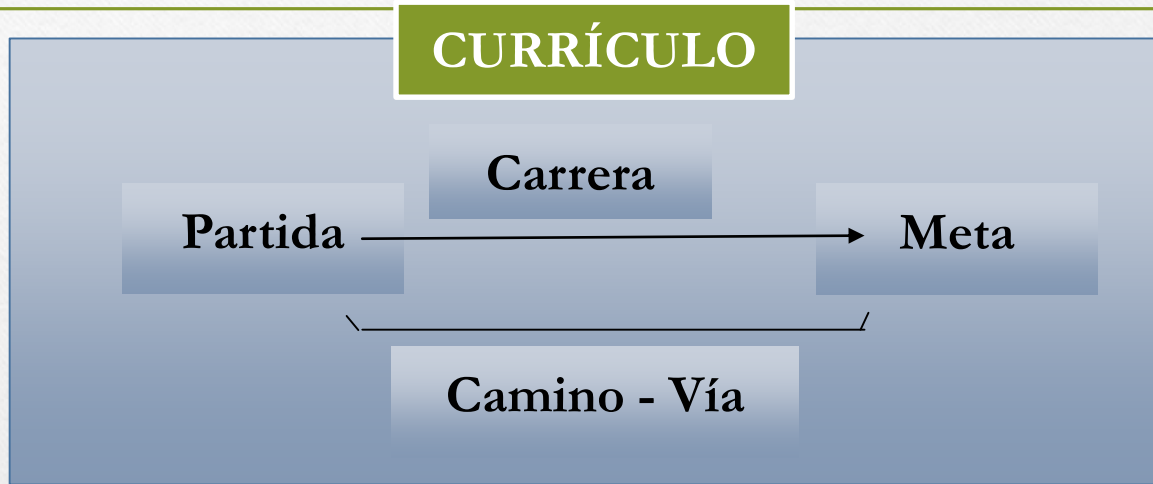 CURRÍCULO
Carrera
Partida
Meta
Camino - Vía